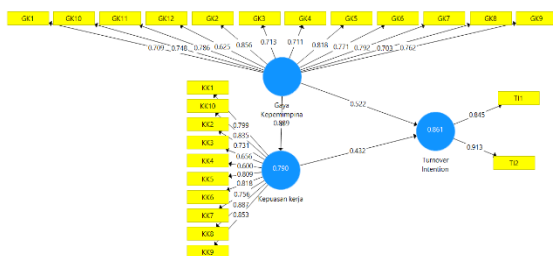 GK1 GK10 GK11 GK12 GK2 GK3 GK4 GK5 GK6 GK7 GK8 GK9
0.709 0.748 0.786 0.625 0.856 0.713 0.711 0.818 0.771 0.792 0.703 0.762
Gaya
Kepemimpina
0.889
0.522
0.432
KK1
KK10
KK2
KK3
KK4
KK5
KK6
KK7
KK8
KK9
0.799
0.835
0.731
0.656
0.600
0.809
0.818
0.756
0.887
0.853
0.790
Kepuasan kerja
0.861
Turnover
Intention
0.845
0.913
TI1
TI2